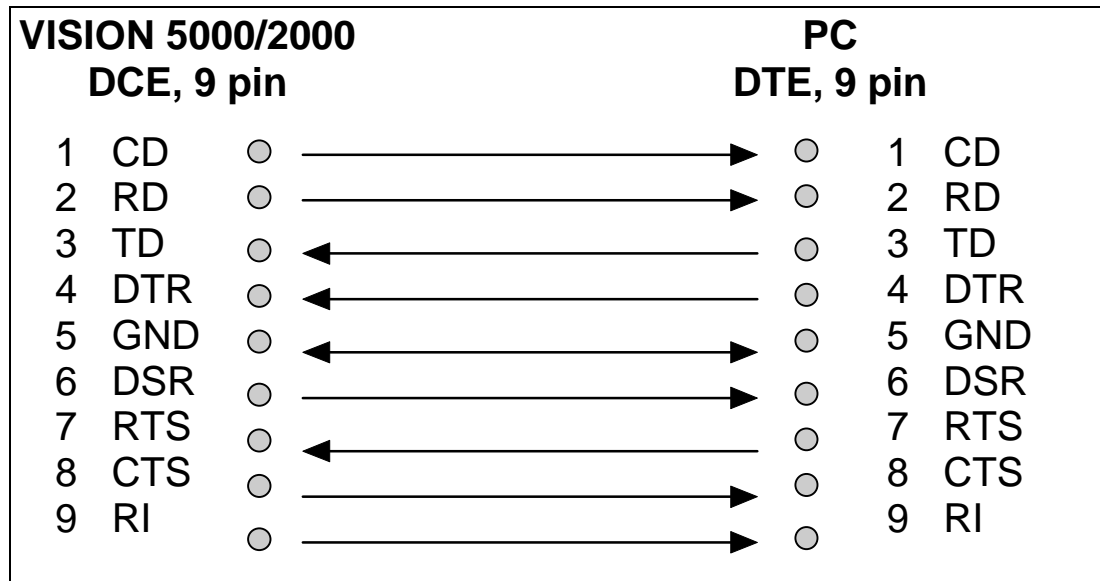 VISION 5000/2000 PC
DCE, 9 pin DTE, 9 pin
1 CD 1 CD
2 RD 2 RD
3 TD 3 TD
4 DTR 4 DTR
5 GND 5 GND
6 DSR 6 DSR
7 RTS 7 RTS
8 CTS 8 CTS
9 RI 9 RI